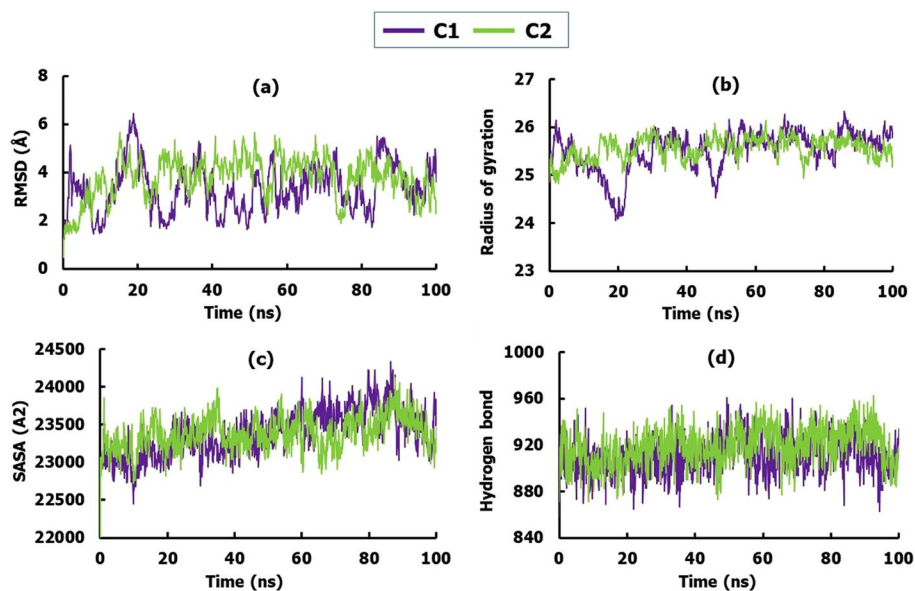 C1 C2
(a)
8
6
4
2
0
RMSD (Å)
0 20 40 60 80 100
Time (ns)
(b)
27
26
25
24
23
Radius of gyration
0 20 40 60 80 100
Time (ns)
(c)
24500
24000
23500
23000
22500
22000
SASA (A2)
0 20 40 60 80 100
Time (ns)
(d)
1000
960
920
880
840
Hydrogen bond
0 20 40 60 80 100
Time (ns)